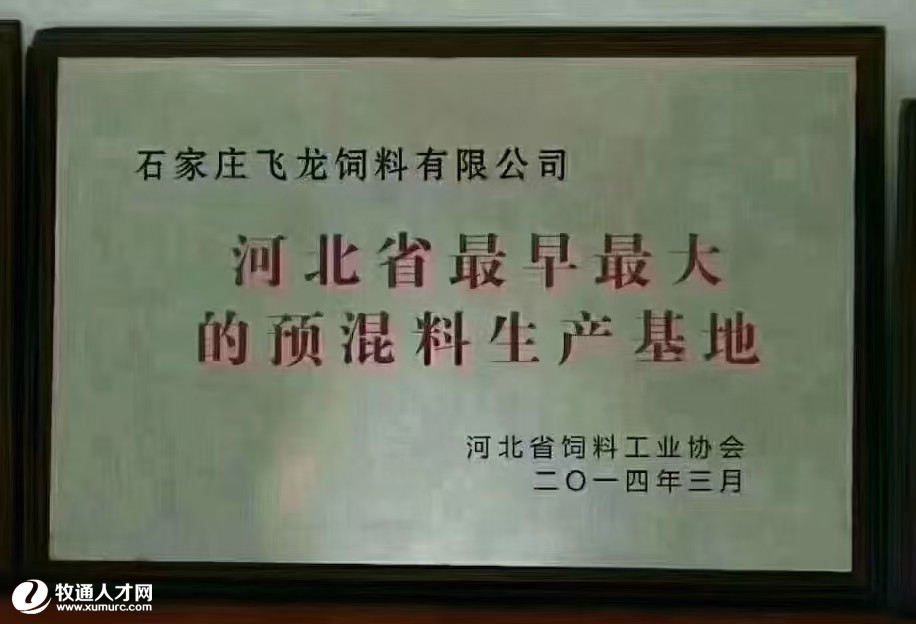 石家庄飞龙饲料有限公司
河北省最早最大
的预混料生产基地
河北省饲料工业协会
二〇一四年三月
牧通人才网
www.xumurc.com